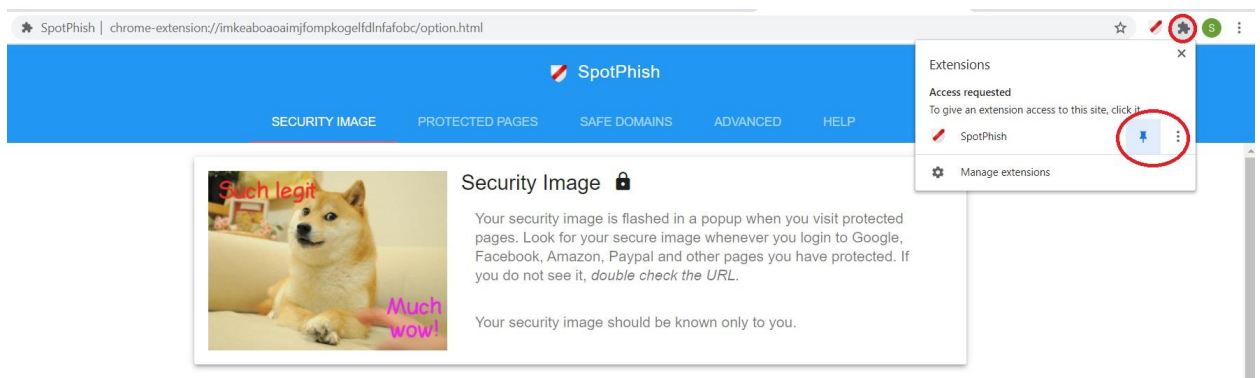 SpotPhish | chrome-extension://imkeaboaoaimjfompkogelfdlnfafobc/option.html
S
SpotPhish
SECURITY IMAGE PROTECTED PAGES SAFE DOMAINS ADVANCED HELP
Extensions
Access requested
To give an extension access to this site, click it.
SpotPhish
Manage extensions
Such legit
Much
wow!
Security Image
Your security image is flashed in a popup when you visit protected
pages. Look for your secure image whenever you login to Google,
Facebook, Amazon, Paypal and other pages you have protected. If
you do not see it, double check the URL.
Your security image should be known only to you.